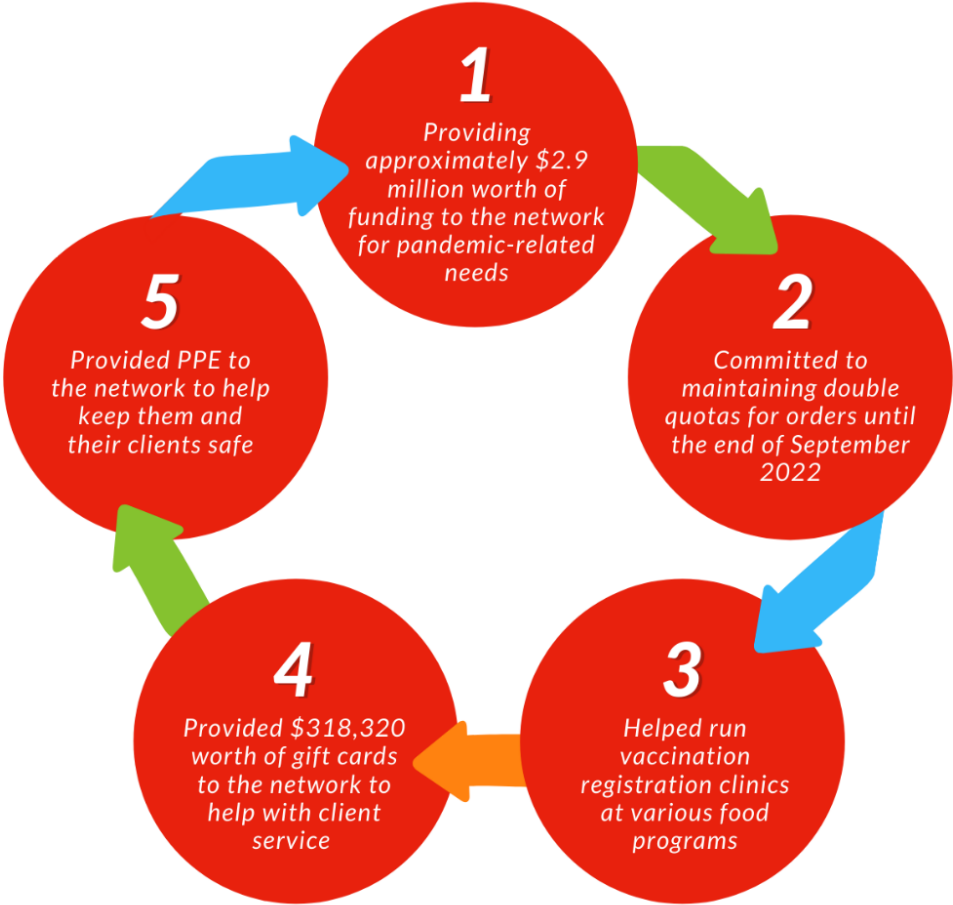 1
Providing
approximately $2.9
million worth of
funding to the network
for pandemic-related
needs
2
Committed to
maintaining double
quotas for orders until
the end of September
2022
3
Helped run
vaccination
registration clinics
at various food
programs
4
Provided $318,320
worth of gift cards
to the network to
help with client
service
5
Provided PPE to
the network to help
keep them and
their clients safe